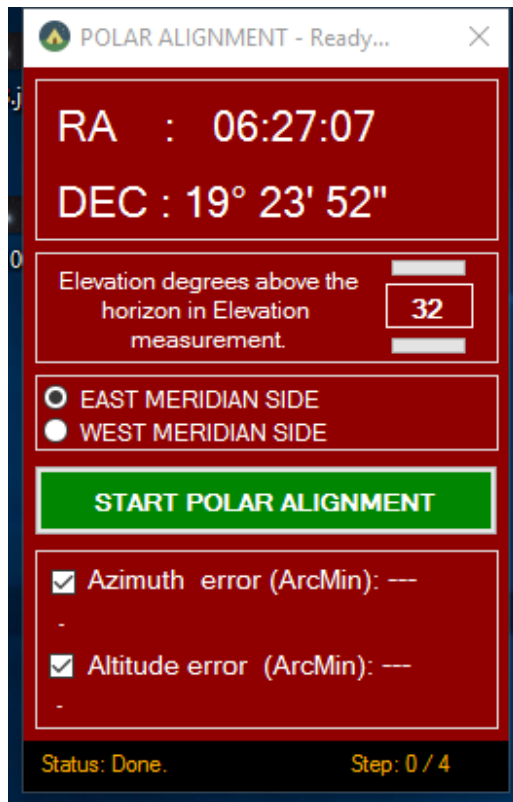 POLAR ALIGNMENT - Ready...
.j
RA : 06:27:07
DEC : 19° 23' 52"
0
Elevation degrees above the
horizon in Elevation
measurement.
32
EAST MERIDIAN SIDE
WEST MERIDIAN SIDE
START POLAR ALIGNMENT
Azimuth error (ArcMin): ---
-
Altitude error (ArcMin): ---
-
Status: Done. Step: 0 / 4